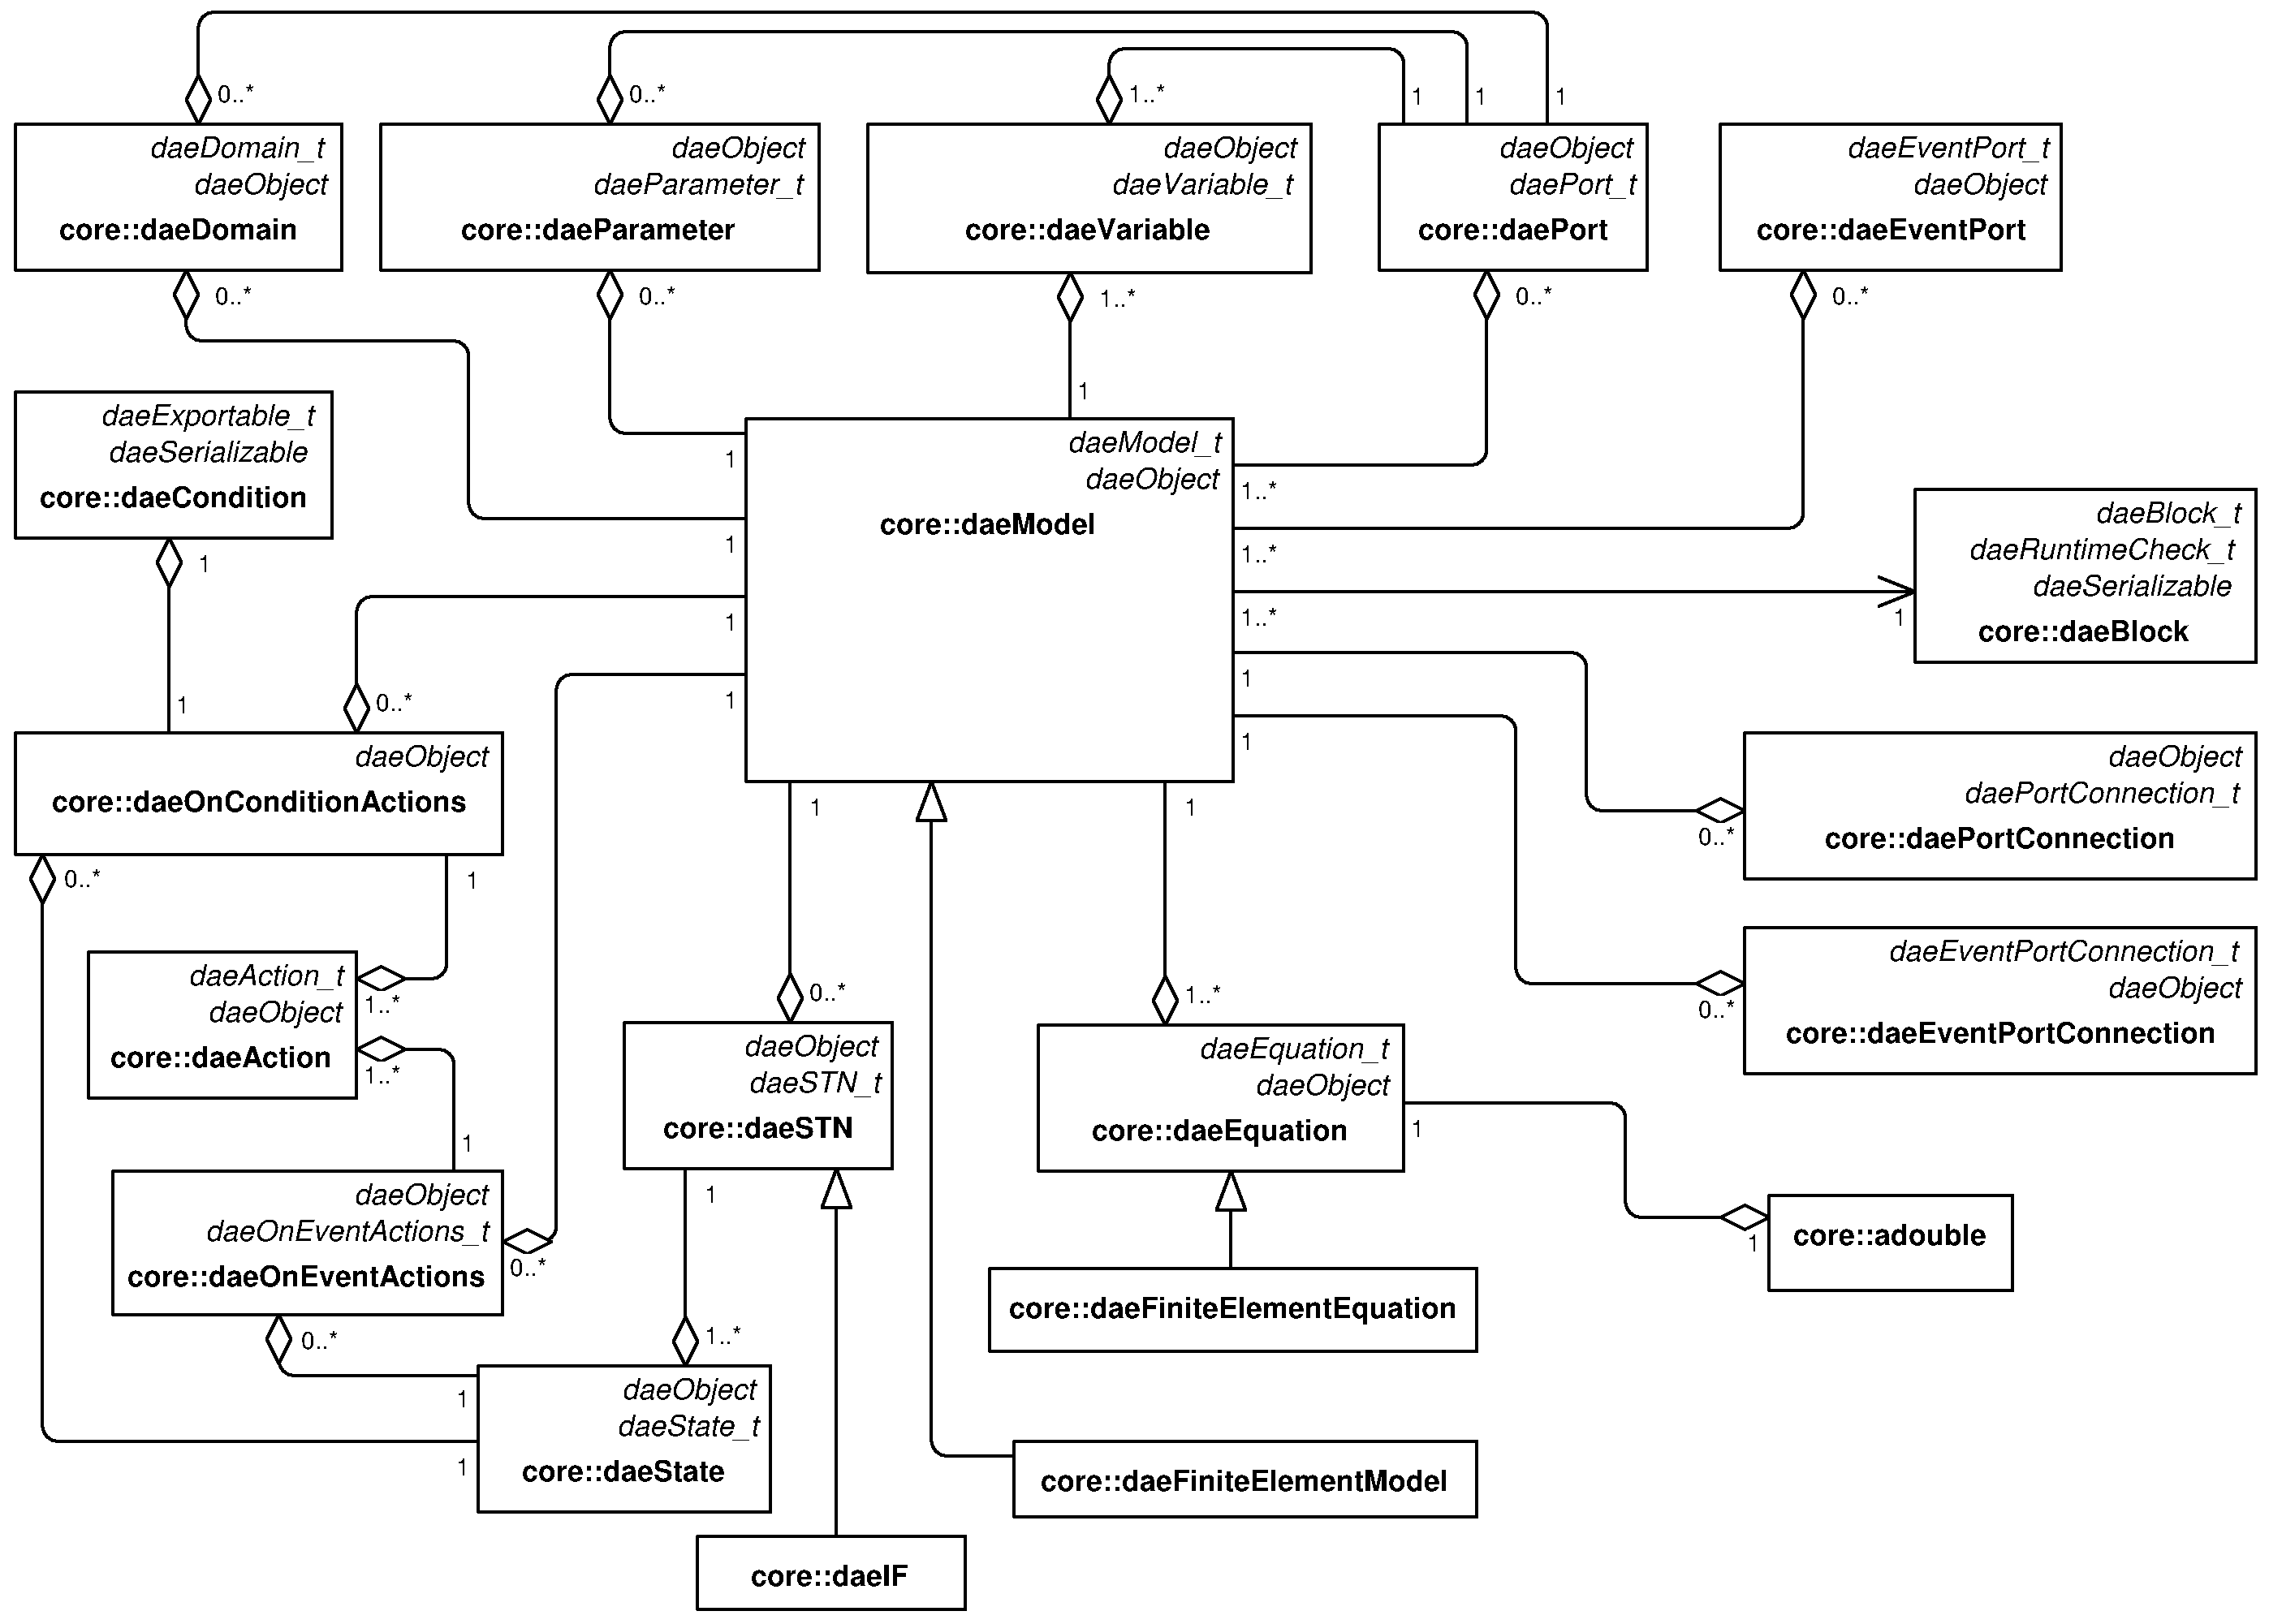 0..*
0..*
1..*
1
1
1
daeDomain_t
daeObject
core::daeDomain
daeObject
daeParameter_t
core::daeParameter
daeObject
daeVariable_t
core::daeVariable
daeObject
daePort_t
core::daePort
daeEventPort_t
daeObject
core::daeEventPort
0..*
0..*
1..*
0..*
0..*
1
daeExportable_t
daeSerializable
core::daeCondition
daeModel_t
daeObject
core::daeModel
1
1
1
1
1..*
1..*
1..*
1
1
daeBlock_t
daeRuntimeCheck_t
daeSerializable
core::daeBlock
1
1
1
0..*
daeObject
core::daeOnConditionActions
0..*
1
1
1
daeObject
daePortConnection_t
core::daePortConnection
0..*
daeAction_t
daeObject
core::daeAction
1..*
1..*
1
0..*
1..*
daeEventPortConnection_t
daeObject
core::daeEventPortConnection
0..*
daeObject
daeSTN_t
core::daeSTN
daeEquation_t
daeObject
core::daeEquation
1
1
daeObject
daeOnEventActions_t
core::daeOnEventActions
0..*
core::adouble
1
core::daeFiniteElementEquation
0..*
1..*
1
1
daeObject
daeState_t
core::daeState
core::daeFiniteElementModel
core::daeIF